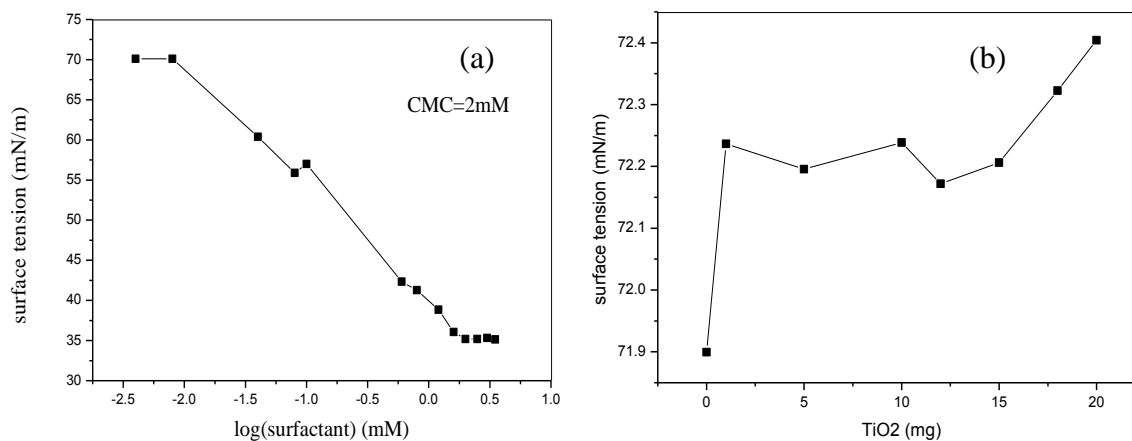 (a)
CMC=2mM
75
70
65
60
55
50
45
40
35
30
surface tension (mN/m)
-2.5 -2.0 -1.5 -1.0 -0.5 0.0 0.5 1.0
log(surfactant) (mM)
(b)
72.4
72.3
72.2
72.1
72.0
71.9
surface tension (mN/m)
0 5 10 15 20
TiO2 (mg)